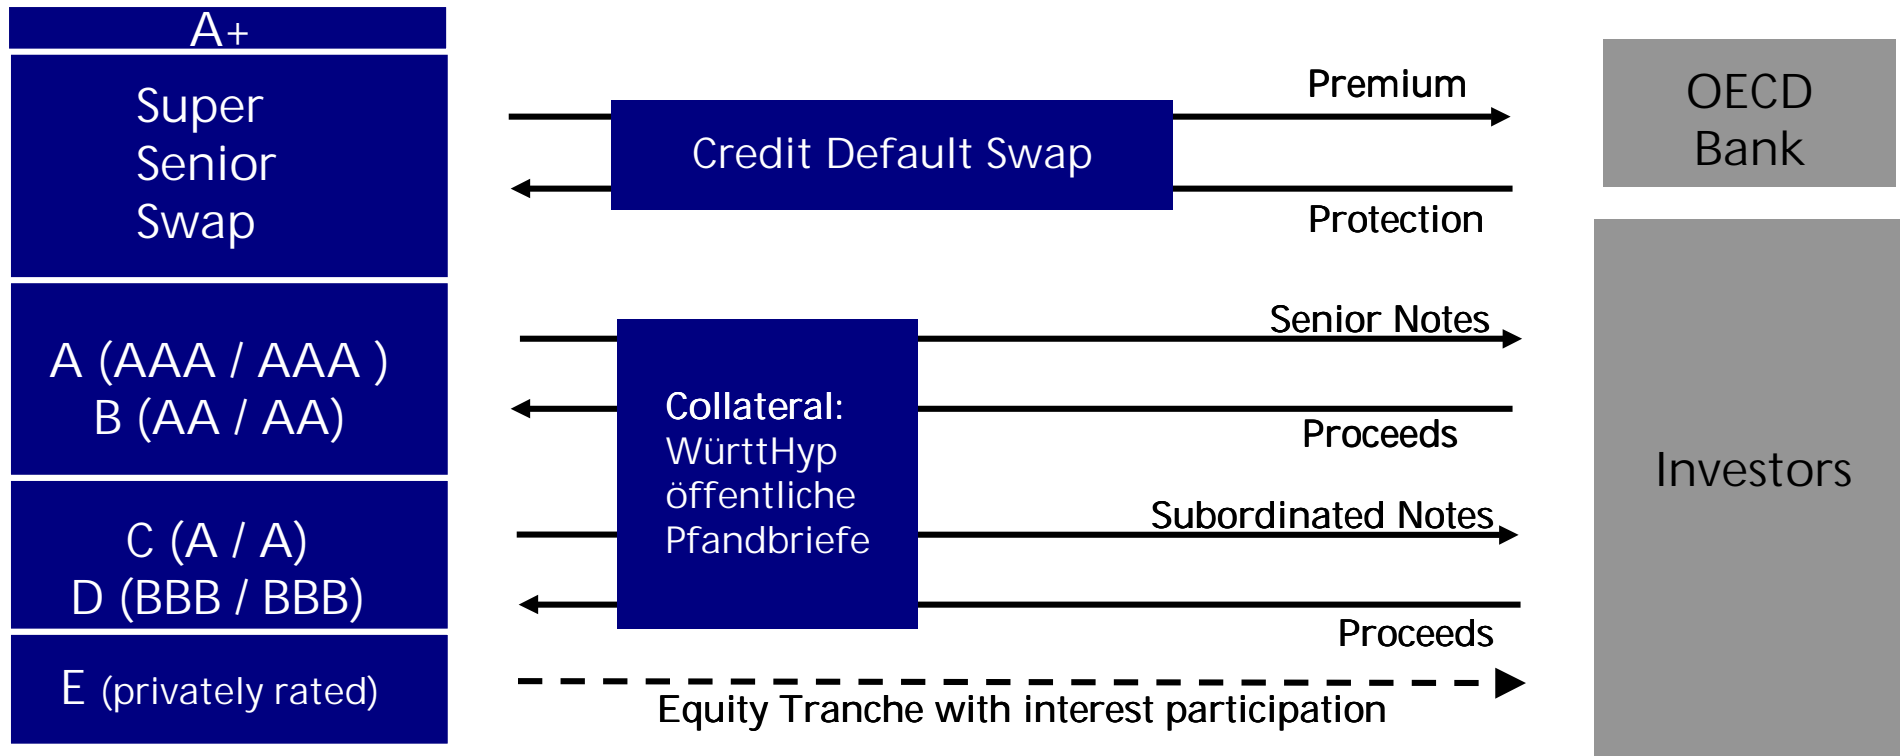 A+
Super
Senior
Swap
A (AAA / AAA )
B (AA / AA)
C (A / A)
D (BBB / BBB)
E (privately rated)
Credit Default Swap
Premium
Protection
Collateral:
WürttHyp
öffentliche
Pfandbriefe
Senior Notes
Proceeds
Subordinated Notes
Proceeds
Equity Tranche with interest participation
OECD
Bank
Investors